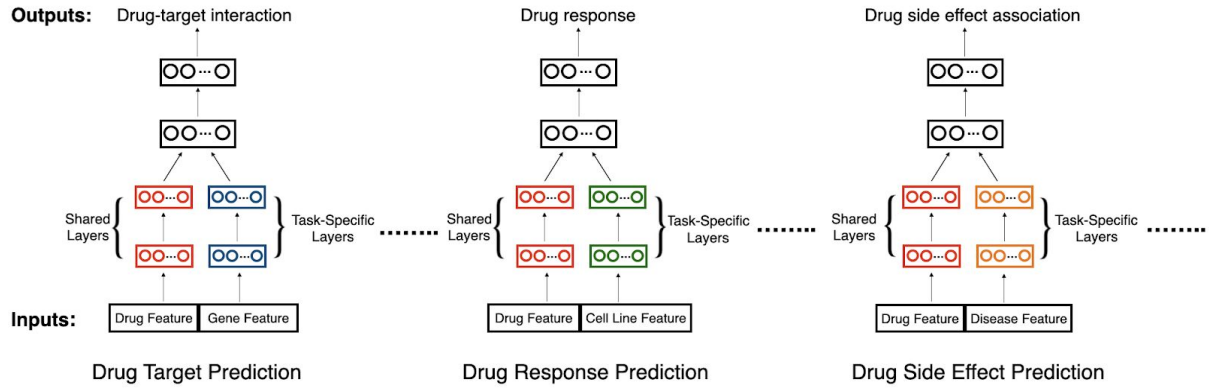 Outputs: Drug-target interaction Drug response Drug side effect association
Shared Layers Task-Specific Layers Shared Layers Task-Specific Layers Shared Layers Task-Specific Layers
Inputs: Drug Feature Gene Feature Drug Feature Cell Line Feature Drug Feature Disease Feature
Drug Target Prediction Drug Response Prediction Drug Side Effect Prediction